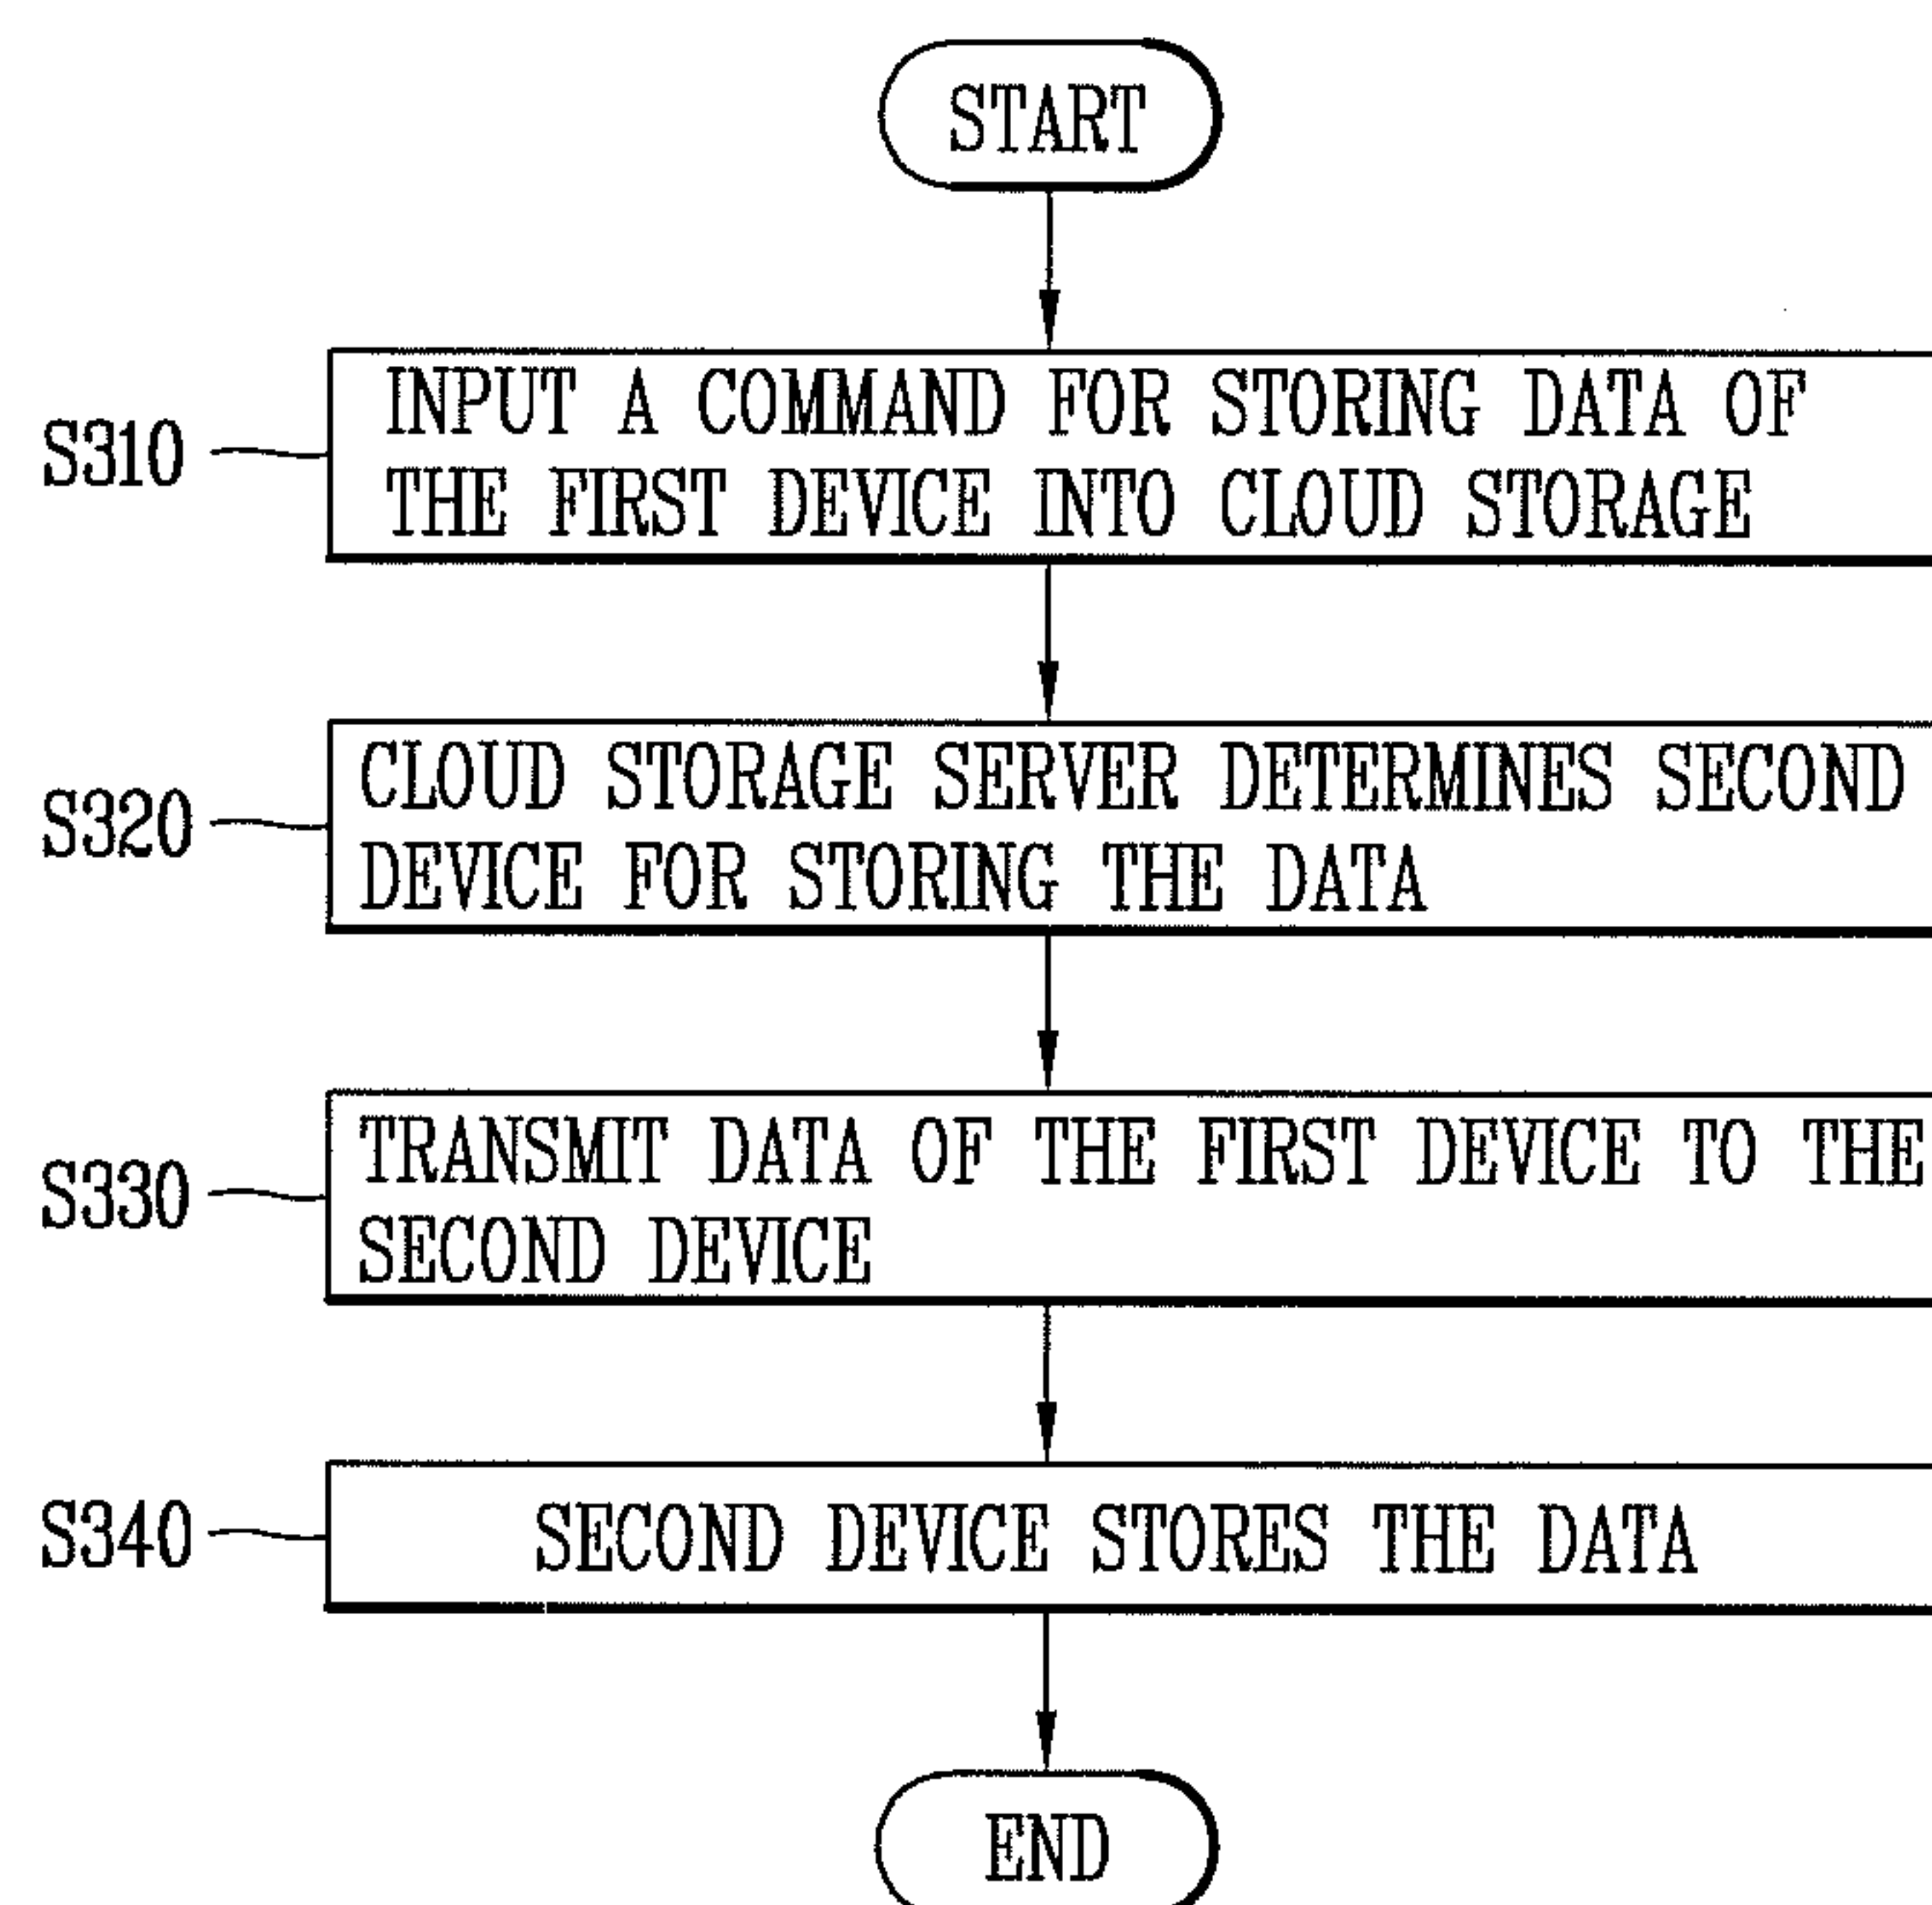 START
S310
INPUT A COMMAND FOR STORING DATA OF
THE FIRST DEVICE INTO CLOUD STORAGE
S320
CLOUD STORAGE SERVER DETERMINES SECOND
DEVICE FOR STORING THE DATA
S330
TRANSMIT DATA OF THE FIRST DEVICE TO THE
SECOND DEVICE
S340
SECOND DEVICE STORES THE DATA
END